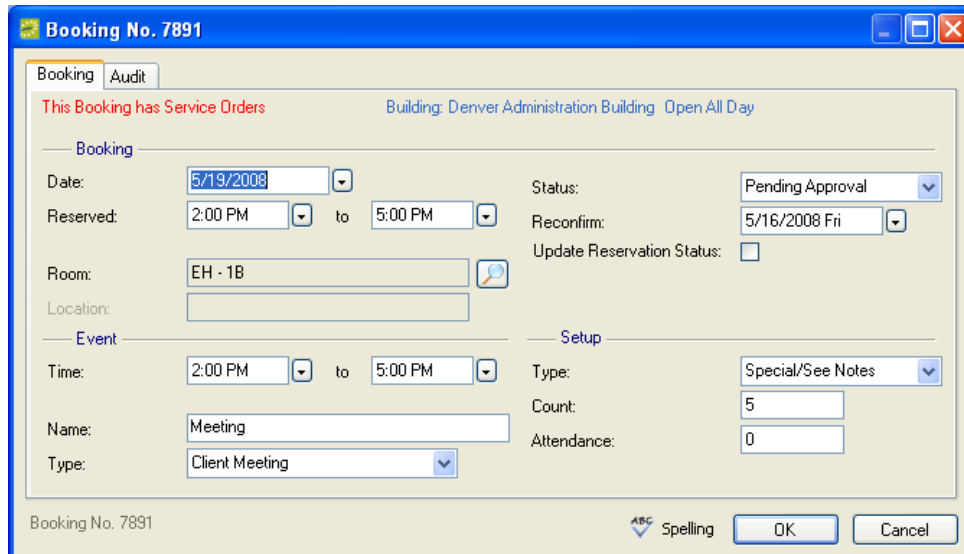 Booking No. 7891
Booking Audit
This Booking has Service Orders Building: Denver Administration Building Open All Day
Booking
Date: 5/19/2008 Status: Pending Approval
Reserved: 2:00 PM to 5:00 PM Reconfirm: 5/16/2008 Fri
Update Reservation Status:
Room: EH - 1B
Location:
Event Setup
Time: 2:00 PM to 5:00 PM Type: Special/See Notes
Count: 5
Name: Meeting Attendance: 0
Type: Client Meeting
Booking No. 7891 ABC Spelling OK Cancel